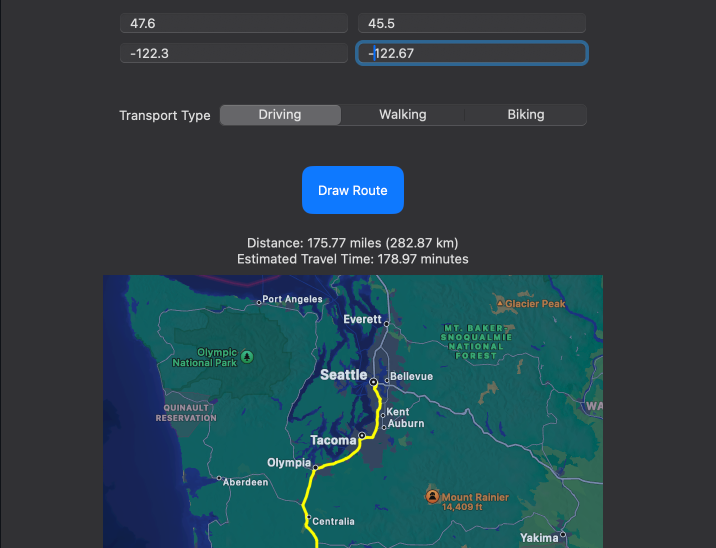 47.6 45.5
-122.3 -122.67
Transport Type Driving Walking Biking
Draw Route
Distance: 175.77 miles (282.87 km)
Estimated Travel Time: 178.97 minutes
Port Angeles
Glacier Peak
Everett
MT. BAKER-
SNOQUALMIE
NATIONAL
FOREST
Olympic
National Park
Seattle
Bellevue
QUINAULT
RESERVATION
WA
Kent
Auburn
Tacoma
Olympia
Aberdeen
Mount Rainier
14,409 ft
Centralia
Yakima